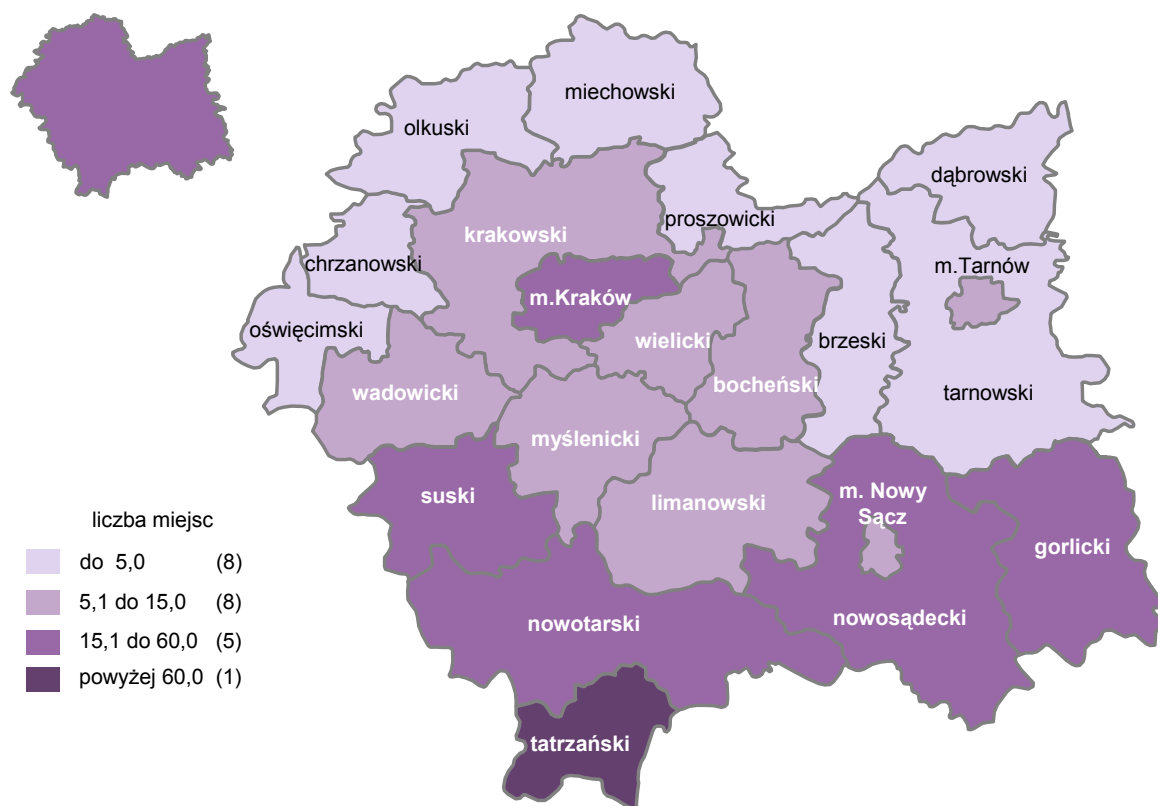 miechowski
olkuski
dąbrowski
proszowicki
krakowski
chrzanowski
m.Tarnów
m.Kraków
oświęcimski
wielicki
brzeski
bocheński
wadowicki
tarnowski
myślenicki
suski
limanowski
m. Nowy
Sącz
gorlicki
nowotarski
nowosądecki
tatrzański
liczba miejsc
do 5,0 (8)
5,1 do 15,0 (8)
15,1 do 60,0 (5)
powyżej 60,0 (1)